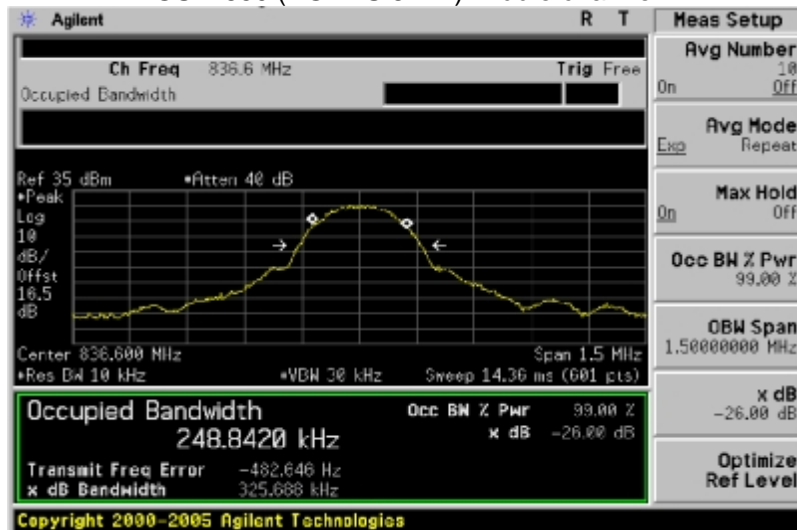 Agilent R T Meas Setup
Ch Freq 836.6 MHz Trig Free
Occupied Bandwidth
Avg Number
10
On Off
Avg Mode
Exp Repeat
Max Hold
On Off
Occ BW % Pwr
99.00 %
OBW Span
1.50000000 MHz
x dB
-26.00 dB
Optimize
Ref Level
Ref 35 dBm •Atten 40 dB
•Peak
Log
10
dB/
Offst
16.5
dB
Center 836.600 MHz Span 1.5 MHz
•Res BW 10 kHz •VBW 30 kHz Sweep 14.36 ms (601 pts)
Occupied Bandwidth Occ BW % Pwr 99.00 %
248.8420 kHz x dB -26.00 dB
Transmit Freq Error -482.646 Hz
x dB Bandwidth 325.688 kHz
Copyright 2000-2005 Agilent Technologies